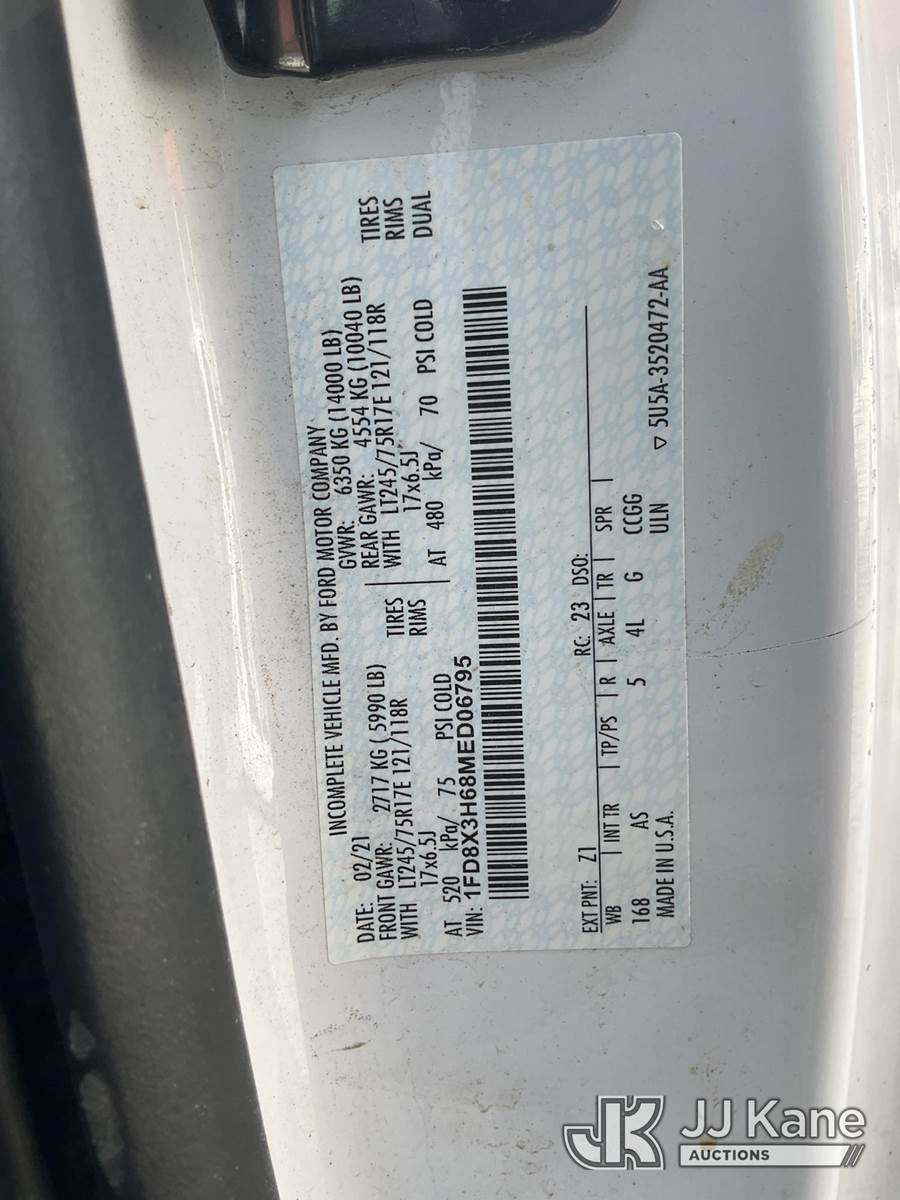 INCOMPLETE VEHICLE MFD. BY FORD MOTOR COMPANY
DATE: 02/21 GVWR: 6350 KG (14000 LB)
FRONT GAWR: 2717 KG ( 5990 LB) REAR GAWR: 4554 KG (10040 LB)
WITH LT245/75R17E 121/118R TIRES WITH LT245/75R17E 121/118R TIRES
17x6.5J RIMS 17x6.5J RIMS
AT 520 kPa/ 75 PSI COLD AT 480 kPa/ 70 PSI COLD DUAL
VIN: 1FD8X3H68MED06795
EXT PNT: Z1 RC: 23 DSO:
WB INT TR TP/PS R AXLE TR SPR
168 AS 5 4L G CCGG
MADE IN U.S.A. ULN ▽ 5U5A-3520472-AA
JK JJ Kane
AUCTIONS